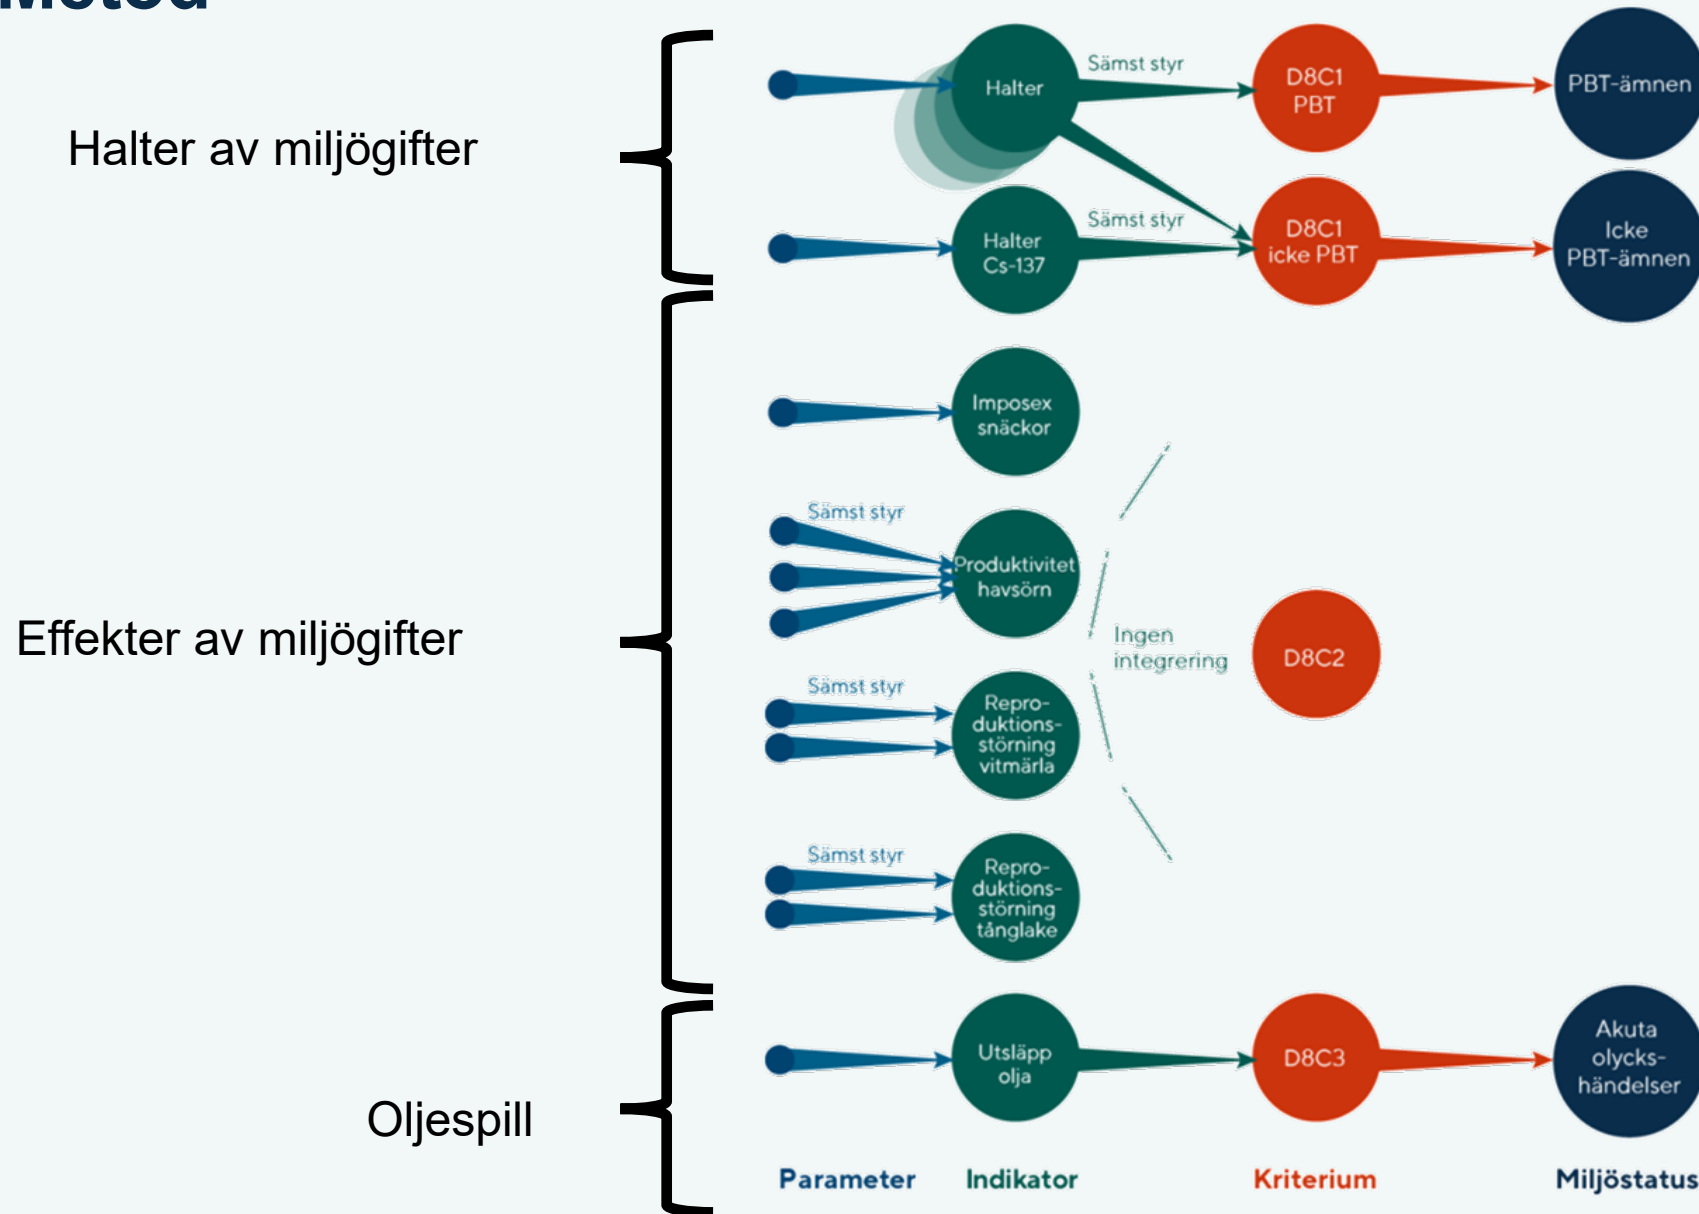 Metod
Halter av miljögifter
Halter
Sämst styr
D8C1
PBT
PBT-ämnen
Halter
Cs-137
Sämst styr
D8C1
icke PBT
Icke
PBT-ämnen
Effekter av miljögifter
Imposex
snäckor
Sämst styr
Produktivitet
havsörn
Ingen
integrering
D8C2
Sämst styr
Repro-
duktions-
störning
vitmärla
Sämst styr
Repro-
duktions-
störning
tånglake
Oljespill
Utsläpp
olja
D8C3
Akuta
olycks-
händelser
Parameter
Indikator
Kriterium
Miljöstatus